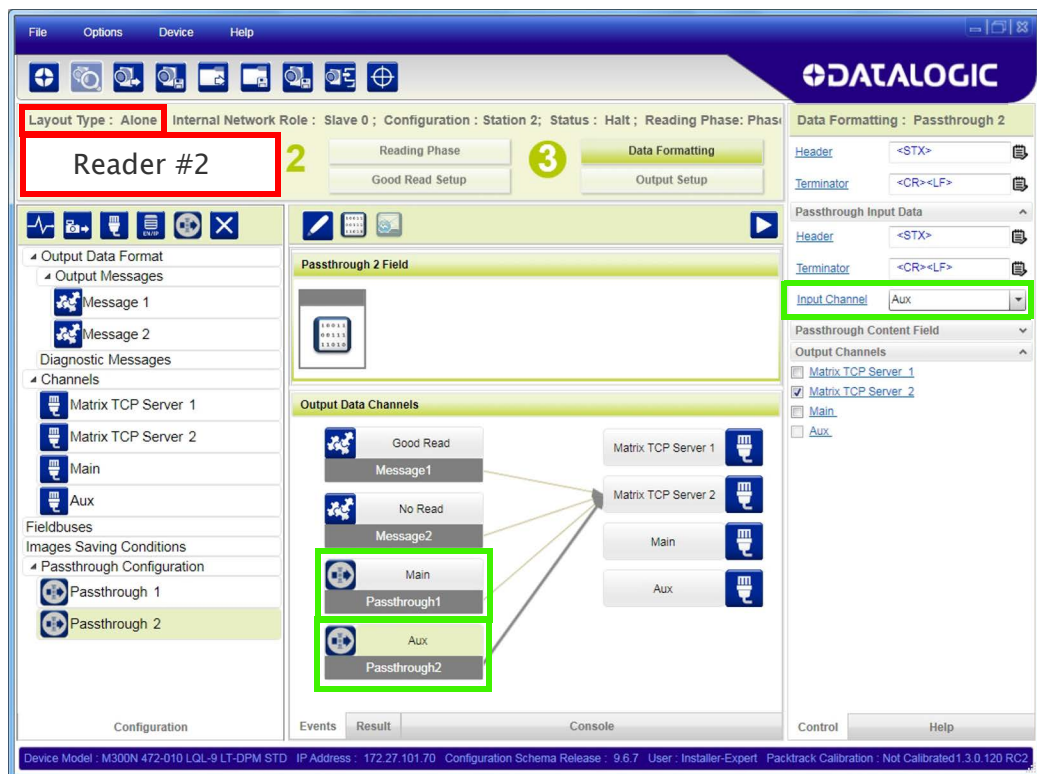 File Options Device Help
DATALOGIC
Layout Type : Alone Internal Network Role : Slave 0 ; Configuration : Station 2; Status : Halt ; Reading Phase: Phas
Reader #2
2 Reading Phase 3 Data Formatting
Good Read Setup Output Setup
EN/IP
Output Data Format
Output Messages
Message 1
Message 2
Diagnostic Messages
Channels
Matrix TCP Server 1
Matrix TCP Server 2
Main
Aux
Fieldbuses
Images Saving Conditions
Passthrough Configuration
Passthrough 1
Passthrough 2
Configuration
Passthrough 2 Field
10011
00111
11010
Output Data Channels
Good Read
Message1
No Read
Message2
Main
Passthrough1
Aux
Passthrough2
Matrix TCP Server 1
Matrix TCP Server 2
Main
Aux
Events Result Console
Data Formatting : Passthrough 2
Header <STX>
Terminator <CR><LF>
Passthrough Input Data
Header <STX>
Terminator <CR><LF>
Input Channel Aux
Passthrough Content Field
Output Channels
Matrix TCP Server 1
Matrix TCP Server 2
Main
Aux
Control Help
Device Model : M300N 472-010 LQL-9 LT-DPM STD IP Address : 172.27.101.70 Configuration Schema Release : 9.6.7 User : Installer-Expert Packtrack Calibration : Not Calibrated1.3.0.120 RC2